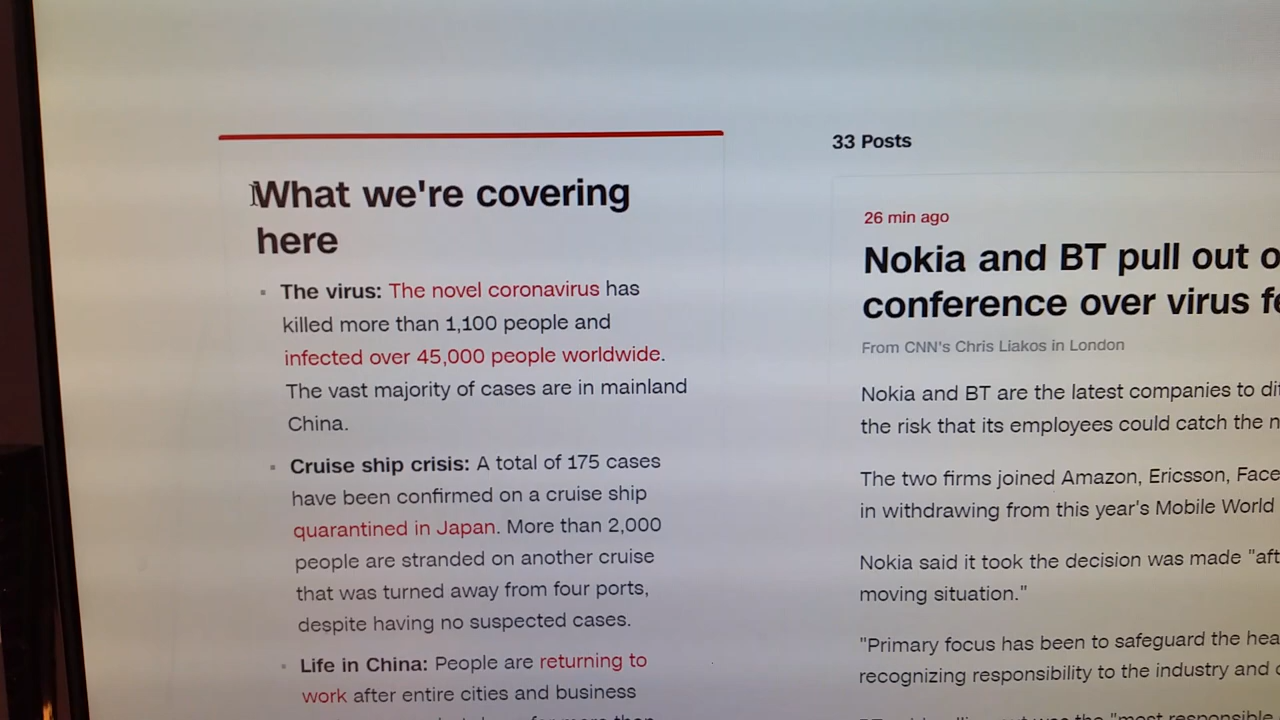 What we're covering
here
The virus: The novel coronavirus has
killed more than 1,100 people and
infected over 45,000 people worldwide.
The vast majority of cases are in mainland
China.
Cruise ship crisis: A total of 175 cases
have been confirmed on a cruise ship
quarantined in Japan. More than 2,000
people are stranded on another cruise
that was turned away from four ports,
despite having no suspected cases.
Life in China: People are returning to
work after entire cities and business
33 Posts
26 min ago
Nokia and BT pull out
conference over virus
From CNN's Chris Liakos in London
Nokia and BT are the latest companies to
the risk that its employees could catch the
The two firms joined Amazon, Ericsson,
in withdrawing from this year's Mobile World
Nokia said it took the decision was made
moving situation."
"Primary focus has been to safeguard the
recognizing responsibility to the industry and